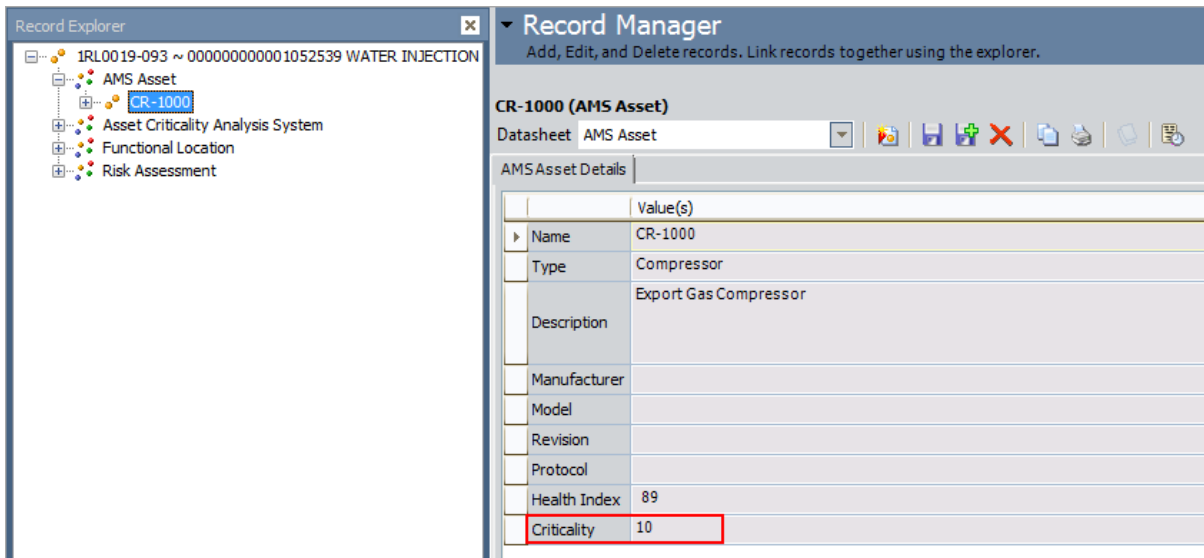 Record Explorer
1RL0019-093 ~ 000000000001052539 WATER INJECTION
AMS Asset
CR-1000
Asset Criticality Analysis System
Functional Location
Risk Assessment
Record Manager
Add, Edit, and Delete records. Link records together using the explorer.
CR-1000 (AMS Asset)
Datasheet AMS Asset
AMS Asset Details
Value(s)
Name CR-1000
Type Compressor
Description Export Gas Compressor
Manufacturer
Model
Revision
Protocol
Health Index 89
Criticality 10